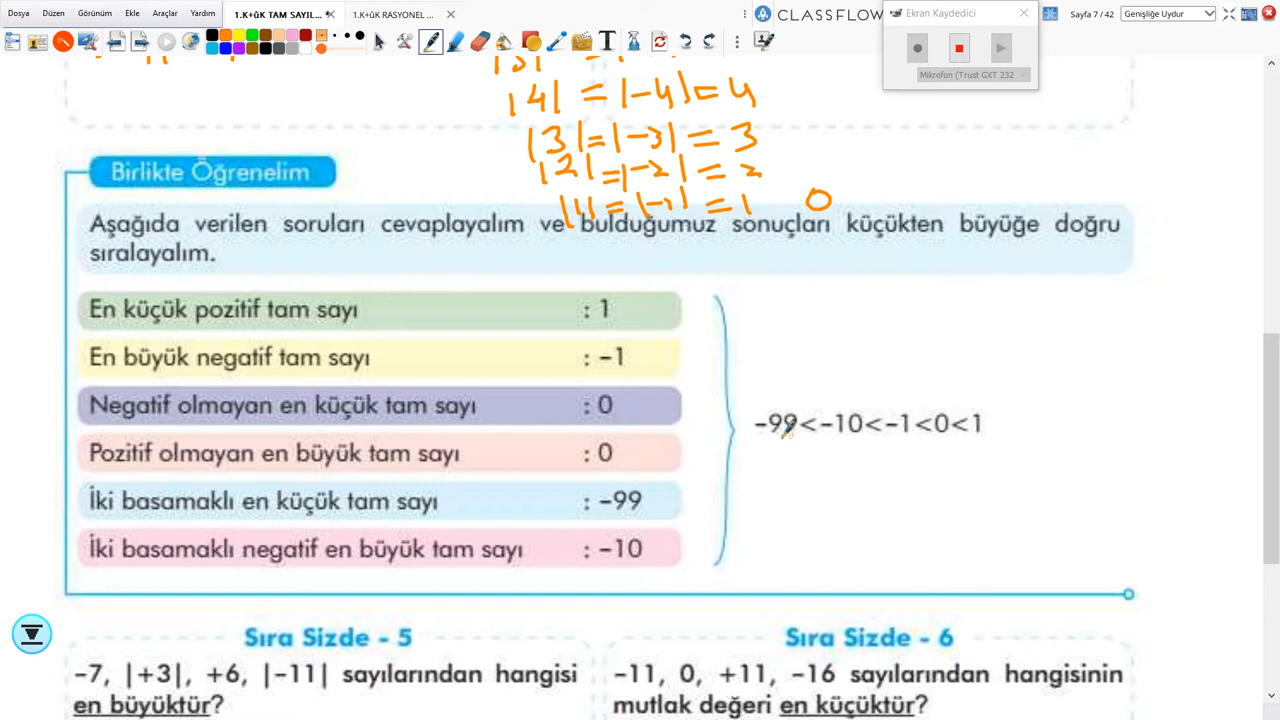 Dosya Düzen Görünüm Ekle Araçlar Yardım
1.K+ûK TAM SAYIL...
1.K+ûK RASYONEL ...
CLASSFLOW
Ekran Kaydedici
Mikrofon (Trust GXT 232
Sayfa 7 / 42
Genişliğe Uydur
|4| = |-4| = 4
|3| = |-3| = 3
|2| = |-2| = 2
|1| = |-1| = 1 0
Birlikte Öğrenelim
Aşağıda verilen soruları cevaplayalım ve bulduğumuz sonuçları küçükten büyüğe doğru
sıralayalım.
En küçük pozitif tam sayı : 1
En büyük negatif tam sayı : –1
Negatif olmayan en küçük tam sayı : 0
Pozitif olmayan en büyük tam sayı : 0
İki basamaklı en küçük tam sayı : –99
İki basamaklı negatif en büyük tam sayı : –10
–99<–10<–1<0<1
Sıra Sizde - 5
–7, |+3|, +6, |–11| sayılarından hangisi
en büyüktür?
Sıra Sizde - 6
–11, 0, +11, –16 sayılarından hangisinin
mutlak değeri en küçüktür?